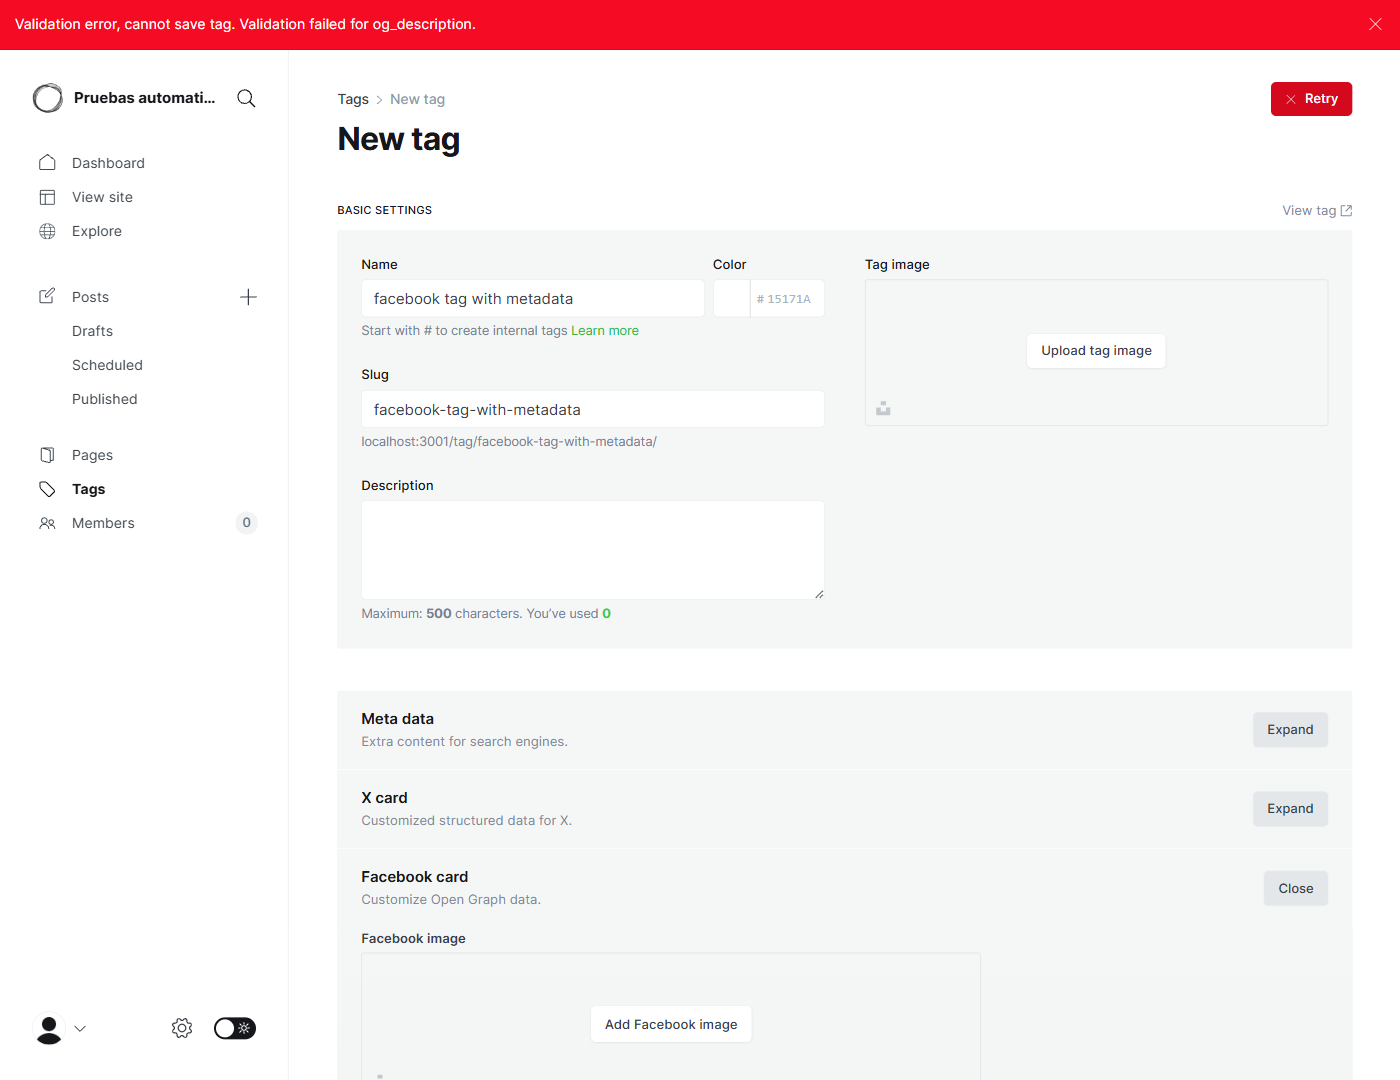 Validation error, cannot save tag. Validation failed for og_description.
Pruebas automati...
Dashboard
View site
Explore
Posts
Drafts
Scheduled
Published
Pages
Tags
Members
0
Tags > New tag
Retry
New tag
BASIC SETTINGS
View tag
Name
Color
facebook tag with metadata
# 15171A
Start with # to create internal tags Learn more
Slug
facebook-tag-with-metadata
localhost:3001/tag/facebook-tag-with-metadata/
Description
Maximum: 500 characters. You’ve used 0
Tag image
Upload tag image
Meta data
Extra content for search engines.
Expand
X card
Customized structured data for X.
Expand
Facebook card
Customize Open Graph data.
Close
Facebook image
Add Facebook image